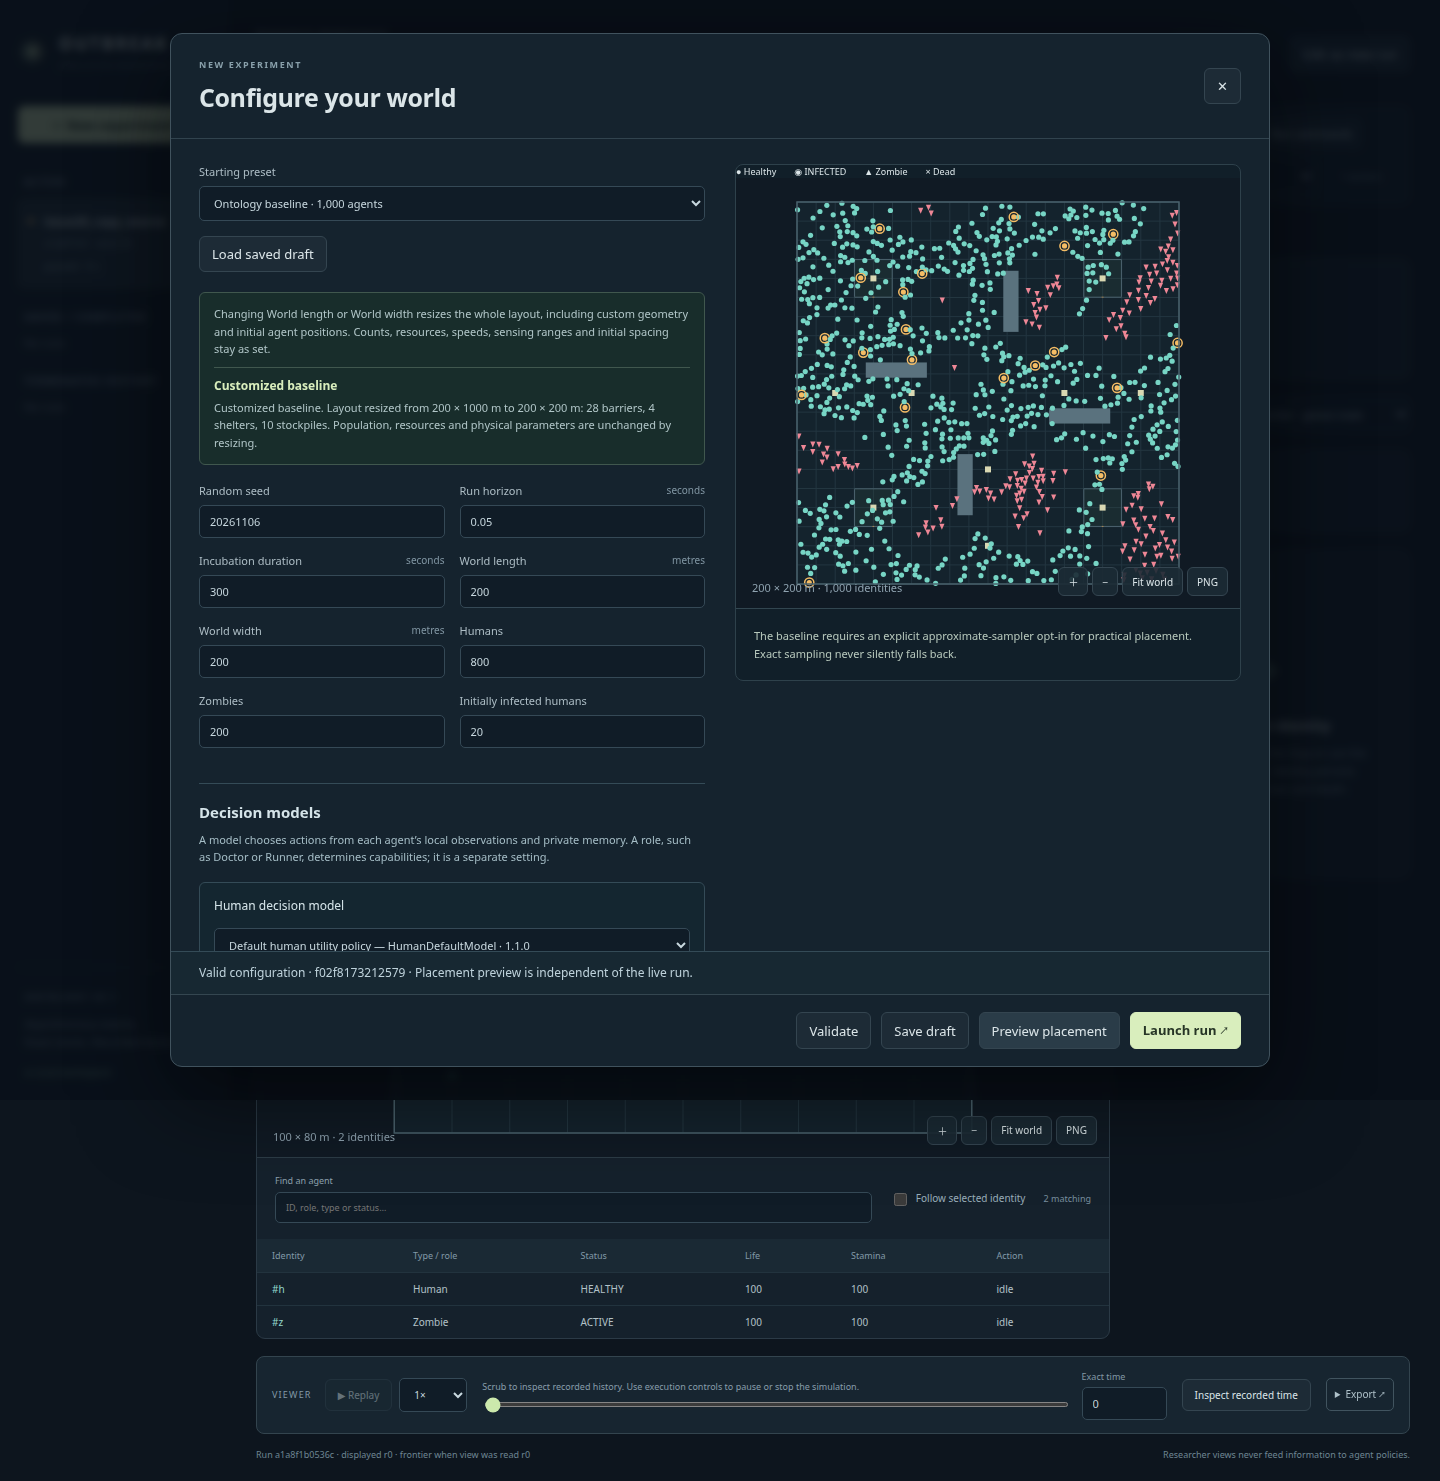 NEW EXPERIMENT
Configure your world
×
Starting preset
Ontology baseline · 1,000 agents
Load saved draft
Changing World length or World width resizes the whole layout, including custom geometry
and initial agent positions. Counts, resources, speeds, sensing ranges and initial spacing
stay as set.
Customized baseline
Customized baseline. Layout resized from 200 × 1000 m to 200 × 200 m: 28 barriers, 4
shelters, 10 stockpiles. Population, resources and physical parameters are unchanged by
resizing.
Random seed
20261106
Run horizon seconds
0.05
Incubation duration seconds
300
World length metres
200
World width metres
200
Humans
800
Zombies
200
Initially infected humans
20
Decision models
A model chooses actions from each agent's local observations and private memory. A role, such
as Doctor or Runner, determines capabilities; it is a separate setting.
Human decision model
Default human utility policy — HumanDefaultModel · 1.1.0
● Healthy ◉ INFECTED ▲ Zombie × Dead
200 × 200 m · 1,000 identities
+ − Fit world PNG
The baseline requires an explicit approximate-sampler opt-in for practical placement.
Exact sampling never silently falls back.
Valid configuration · f02f8173212579 · Placement preview is independent of the live run.
Validate Save draft Preview placement Launch run ↗
100 × 80 m · 2 identities
+ − Fit world PNG
Find an agent
ID, role, type or status...
Follow selected identity 2 matching
Identity Type / role Status Life Stamina Action
#h Human HEALTHY 100 100 idle
#z Zombie ACTIVE 100 100 idle
VIEWER ▶ Replay 1×
Scrub to inspect recorded history. Use execution controls to pause or stop the simulation.
Exact time
0
Inspect recorded time
▶ Export ↗
Run a1a8f1b0536c · displayed r0 · frontier when view was read r0
Researcher views never feed information to agent policies.